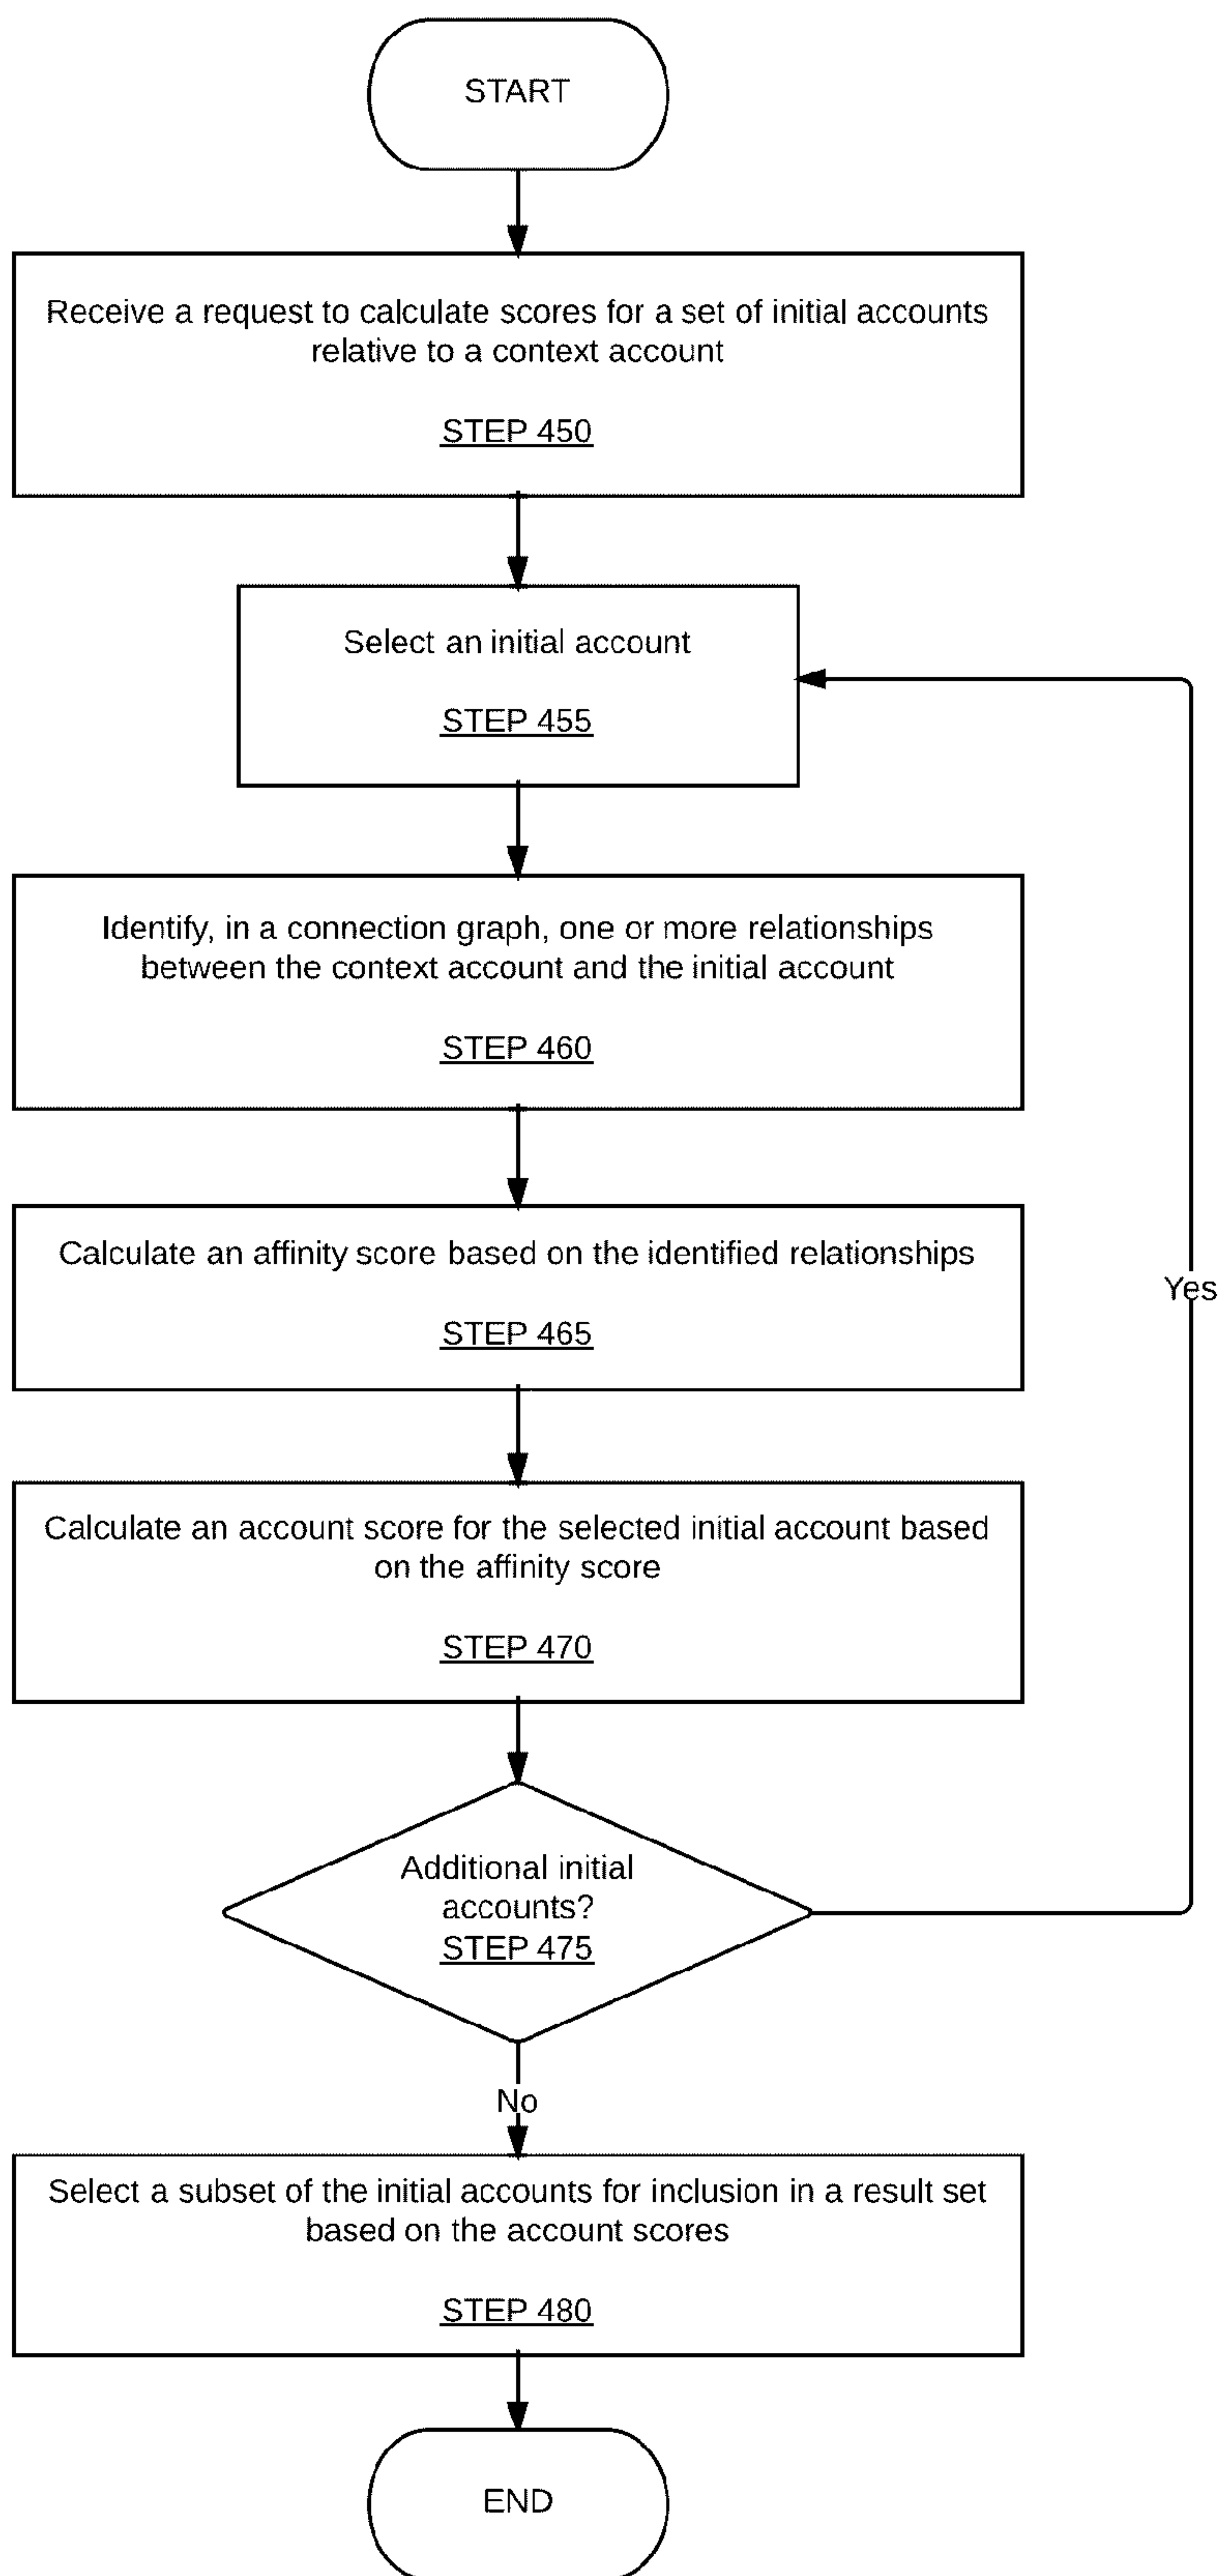 START
Receive a request to calculate scores for a set of initial accounts
relative to a context account
STEP 450
Select an initial account
STEP 455
Identify, in a connection graph, one or more relationships
between the context account and the initial account
STEP 460
Calculate an affinity score based on the identified relationships
STEP 465
Yes
Calculate an account score for the selected initial account based
on the affinity score
STEP 470
Additional initial
accounts?
STEP 475
No
Select a subset of the initial accounts for inclusion in a result set
based on the account scores
STEP 480
END